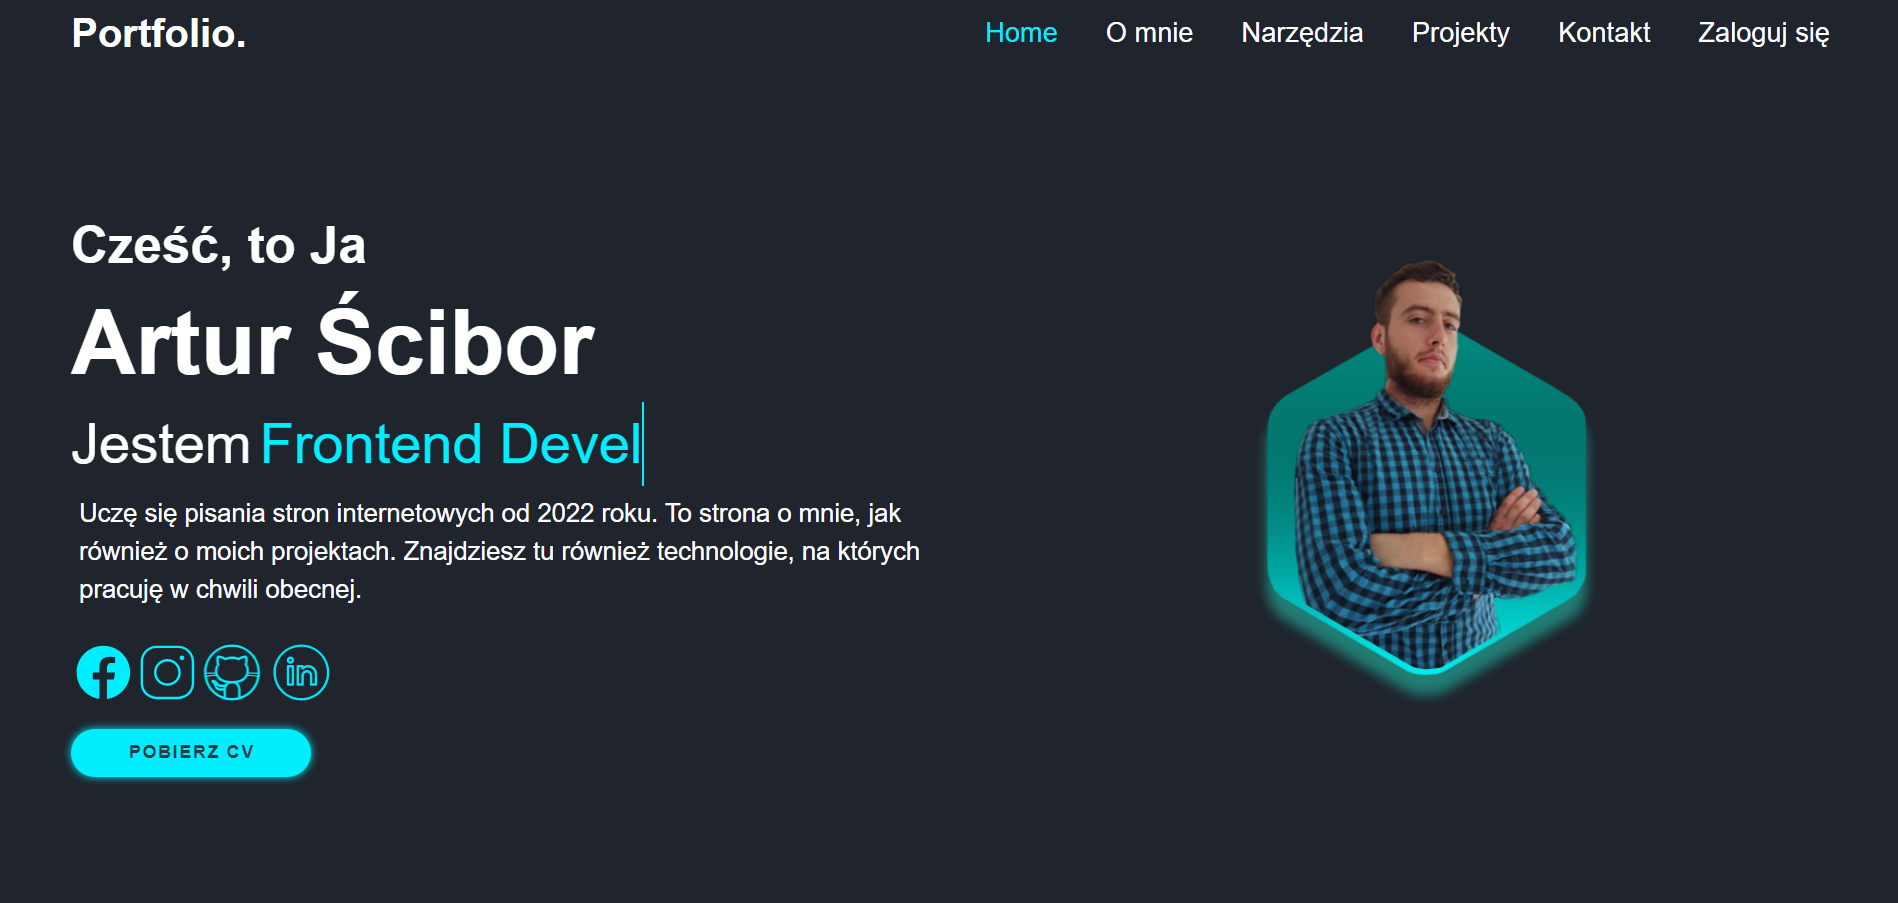 Portfolio.
Home O mnie Narzędzia Projekty Kontakt Zaloguj się
Cześć, to Ja
Artur Ścibor
Jestem Frontend Devel
Uczę się pisania stron internetowych od 2022 roku. To strona o mnie, jak
również o moich projektach. Znajdziesz tu również technologie, na których
pracuję w chwili obecnej.
in
POBIERZ CV